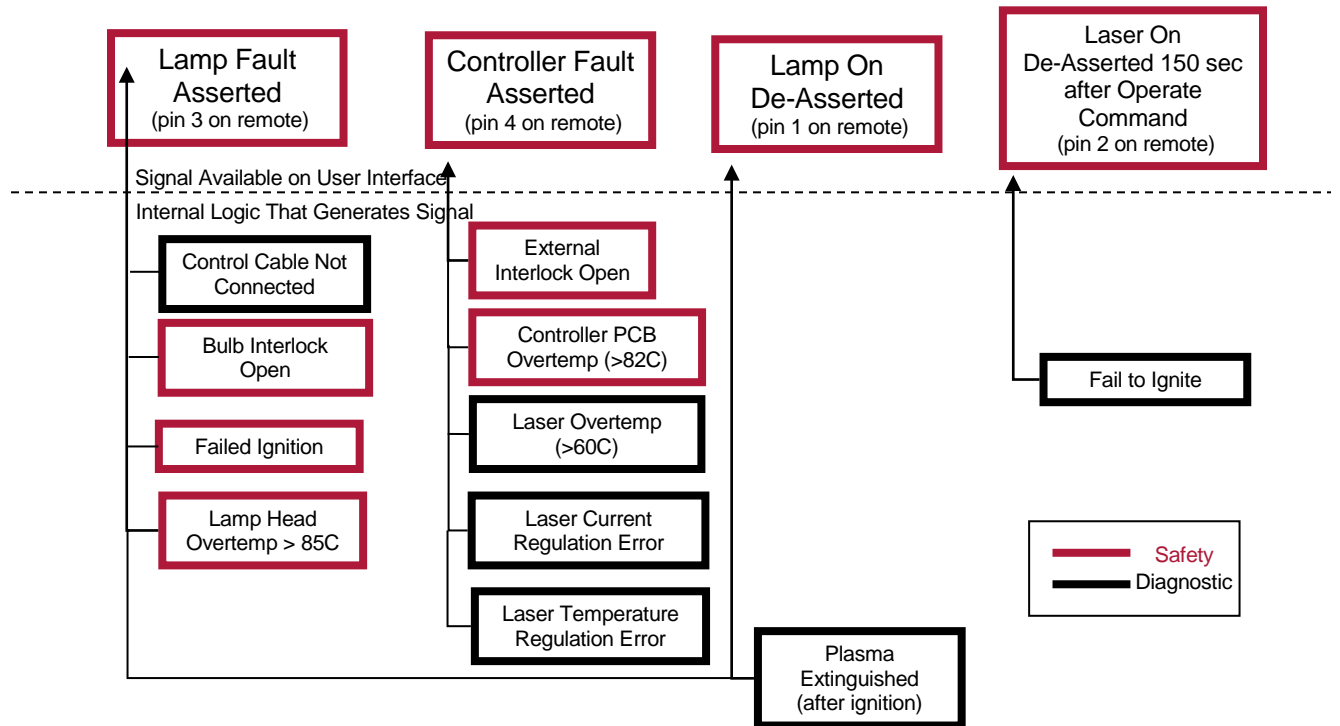 Lamp Fault
Asserted
(pin 3 on remote)
Controller Fault
Asserted
(pin 4 on remote)
Lamp On
De-Asserted
(pin 1 on remote)
Laser On
De-Asserted 150 sec
after Operate
Command
(pin 2 on remote)
Signal Available on User Interface
Internal Logic That Generates Signal
Control Cable Not
Connected
Bulb Interlock
Open
Failed Ignition
Lamp Head
Overtemp > 85C
External
Interlock Open
Controller PCB
Overtemp (>82C)
Laser Overtemp
(>60C)
Laser Current
Regulation Error
Laser Temperature
Regulation Error
Plasma
Extinguished
(after ignition)
Fail to Ignite
Safety
Diagnostic